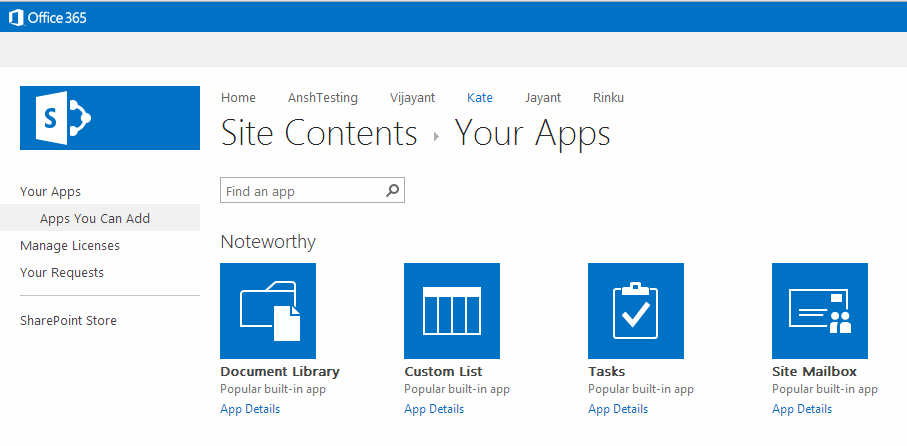 Office 365
S
Home AnshTesting Vijayant Kate Jayant Rinku
Site Contents ▸ Your Apps
Find an app
Your Apps
Apps You Can Add
Manage Licenses
Your Requests
SharePoint Store
Noteworthy
Document Library Custom List Tasks Site Mailbox
Popular built-in app Popular built-in app Popular built-in app Popular built-in app
App Details App Details App Details App Details